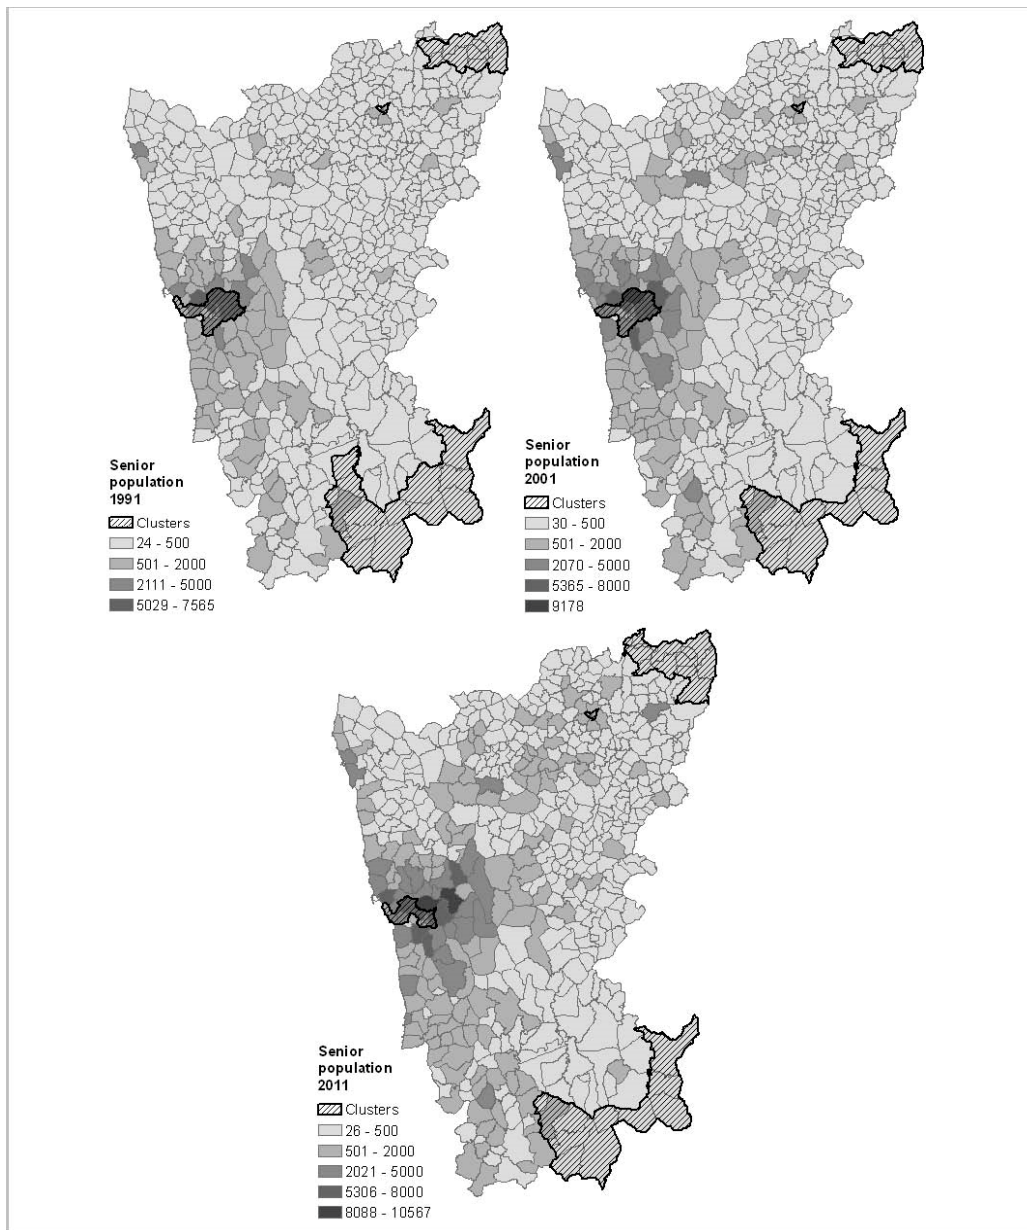 Senior
population
1991
Clusters
24 - 500
501 - 2000
2111 - 5000
5029 - 7565
Senior
population
2001
Clusters
30 - 500
501 - 2000
2070 - 5000
5365 - 8000
9178
Senior
population
2011
Clusters
26 - 500
501 - 2000
2021 - 5000
5306 - 8000
8088 - 10567